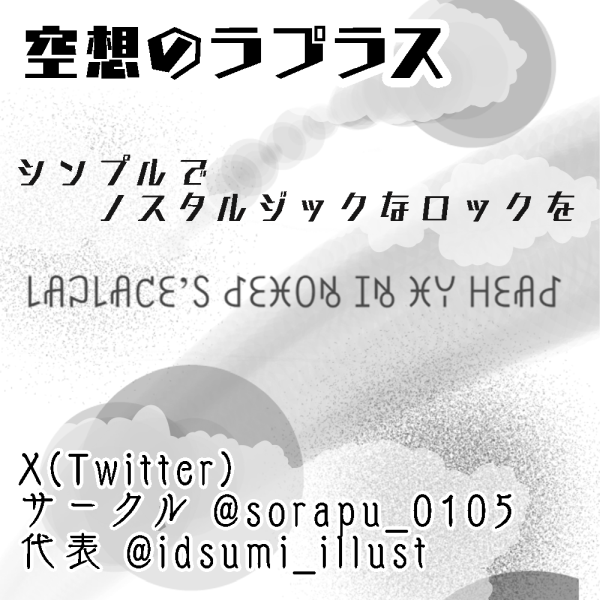 空想のラプラス
シンプルで
ノスタルジックなロックを
LAPLACE'S DEMON IN MY HEAD
X(Twitter)
サークル @sorapu_0105
代表 @idsumi_illust